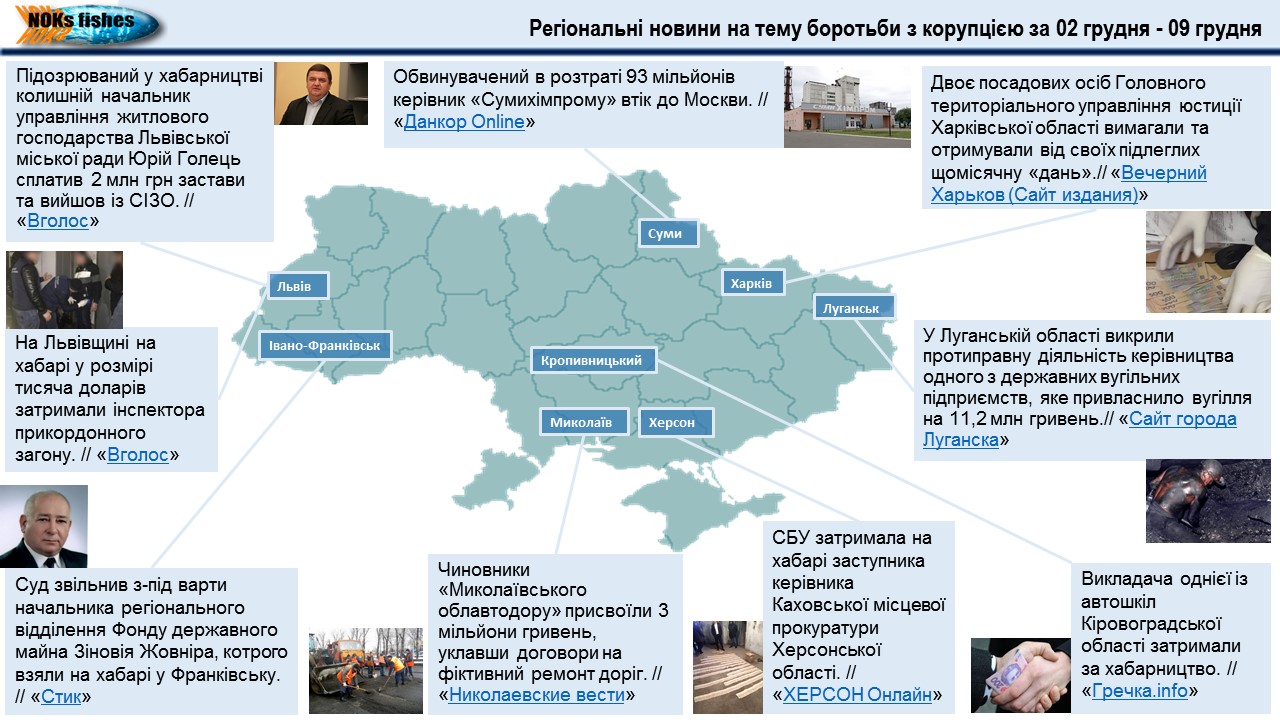 NOKs fishes
Регіональні новини на тему боротьби з корупцією за 02 грудня - 09 грудня
Підозрюваний у хабарництві
колишній начальник
управління житлового
господарства Львівської
міської ради Юрій Голець
сплатив 2 млн грн застави
та вийшов із СІЗО. //
«Вголос»
Обвинувачений в розтраті 93 мільйонів
керівник «Сумихімпрому» втік до Москви. //
«Данкор Online»
Двоє посадових осіб Головного
територіального управління юстиції
Харківської області вимагали та
отримували від своїх підлеглих
щомісячну «дань».// «Вечерний
Харьков (Сайт издания)»
Суми
Харків
Львів
Луганськ
Івано-Франківськ
Кропивницький
Миколаїв
Херсон
На Львівщині на
хабарі у розмірі
тисяча доларів
затримали інспектора
прикордонного
загону. // «Вголос»
У Луганській області викрили
протиправну діяльність керівництва
одного з державних вугільних
підприємств, яке привласнило вугілля
на 11,2 млн гривень.// «Сайт города
Луганска»
Суд звільнив з-під варти
начальника регіонального
відділення Фонду державного
майна Зіновія Жовніра, котрого
взяли на хабарі у Франківську.
// «Стик»
Чиновники
«Миколаївського
облавтодору» присвоїли 3
мільйони гривень,
уклавши договори на
фіктивний ремонт доріг. //
«Николаевские вести»
СБУ затримала на
хабарі заступника
керівника
Каховської місцевої
прокуратури
Херсонської
області. //
«ХЕРСОН Онлайн»
Викладача однієї із
автошкіл
Кіровоградської
області затримали
за хабарництво. //
«Гречка.info»